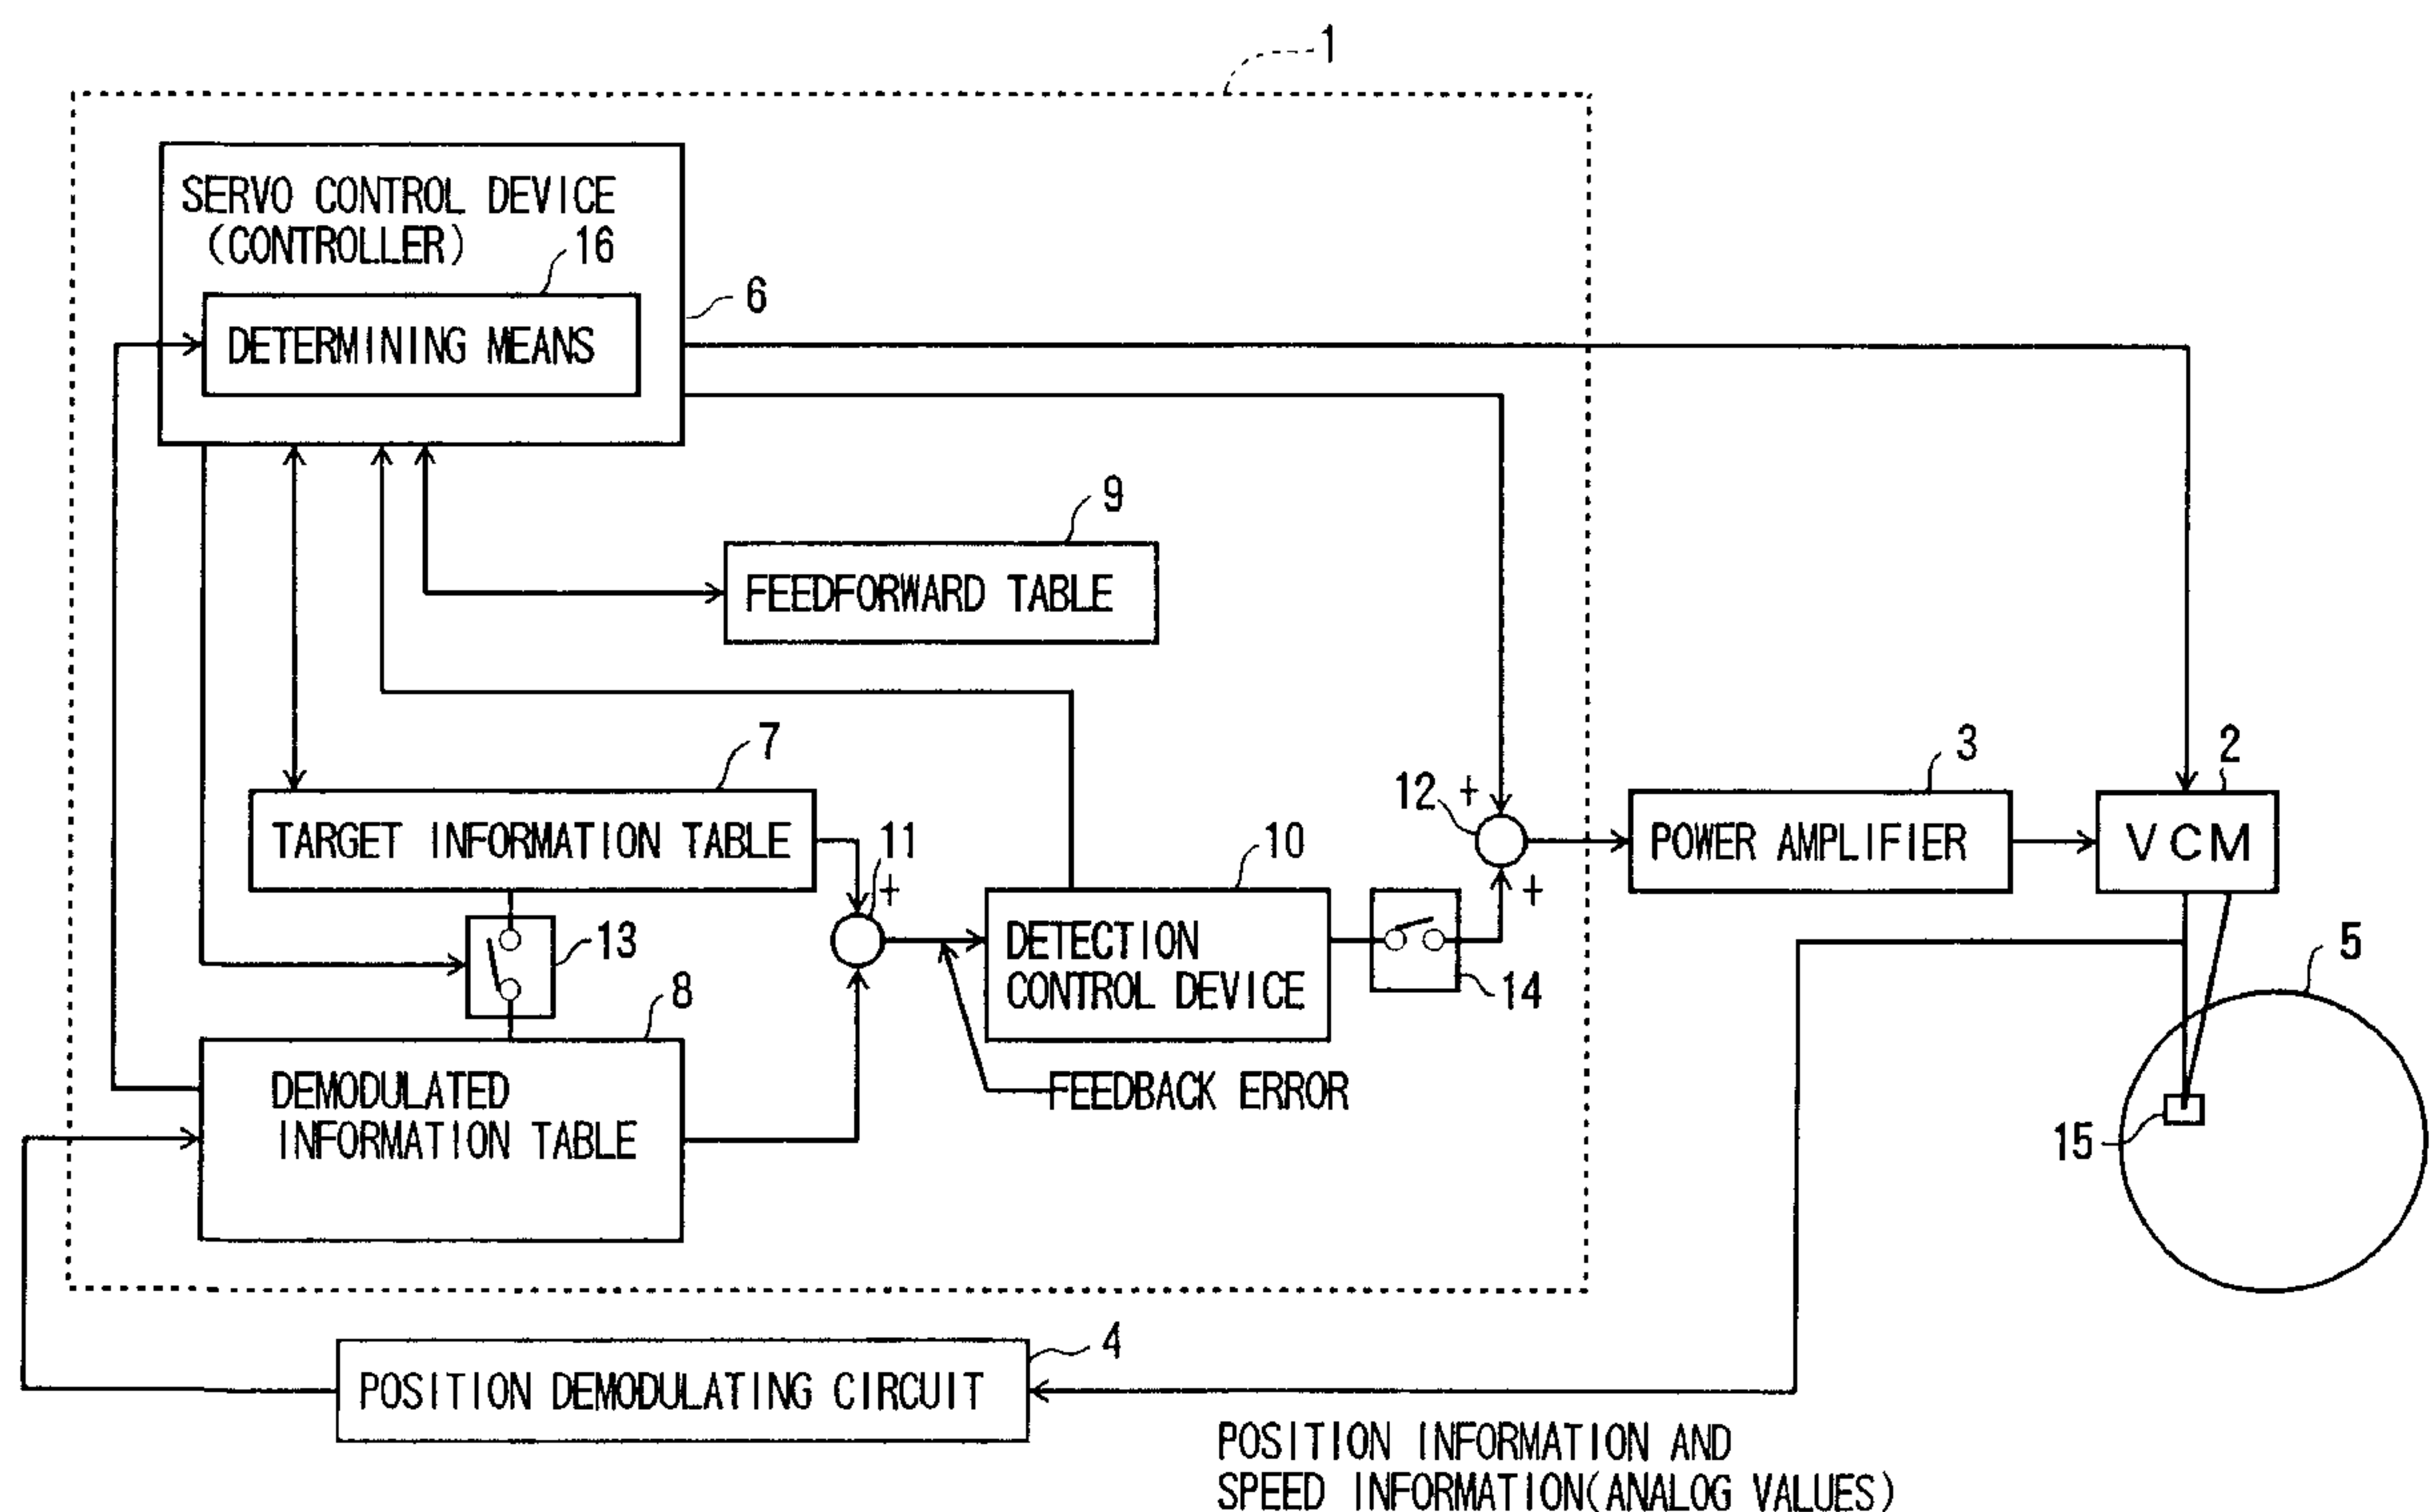 1
SERVO CONTROL DEVICE
(CONTROLLER)
16
6
DETERMINING MEANS
9
FEEDFORWARD TABLE
7
3
2
12
+
TARGET INFORMATION TABLE
11
+
10
POWER AMPLIFIER
VCM
+
13
DETECTION
CONTROL DEVICE
14
5
8
DEMODULATED
INFORMATION TABLE
FEEDBACK ERROR
15
4
POSITION DEMODULATING CIRCUIT
POSITION INFORMATION AND
SPEED INFORMATION(ANALOG VALUES)